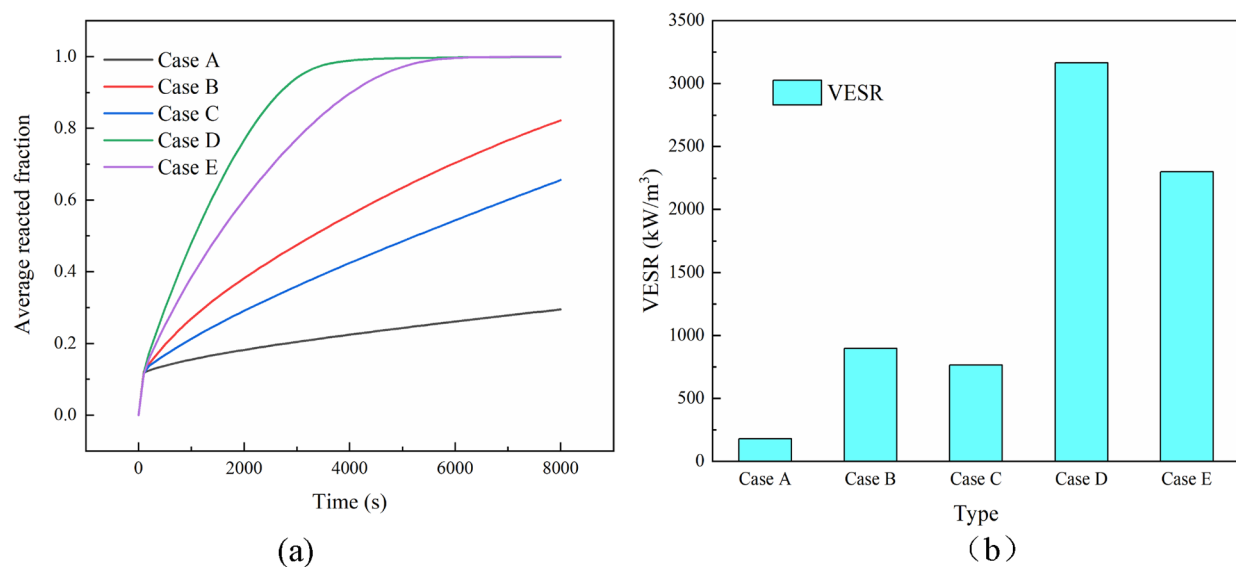 1.0
0.8
0.6
0.4
0.2
0.0
Average reacted fraction
Case A
Case B
Case C
Case D
Case E
0 2000 4000 6000 8000
Time (s)
(a)
3500
3000
2500
2000
1500
1000
500
0
VESR (kW/m³)
VESR
Case A Case B Case C Case D Case E
Type
（b）